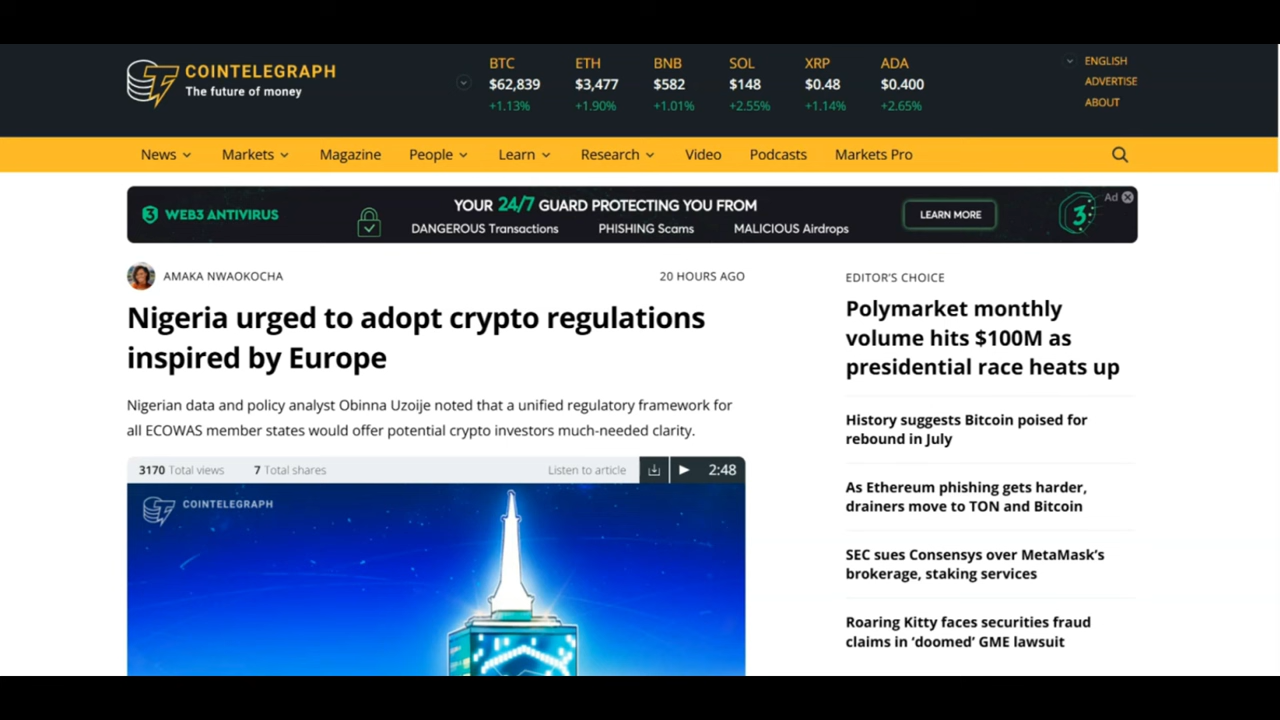 COINTELEGRAPH
The future of money
BTC ETH BNB SOL XRP ADA
$62,839 $3,477 $582 $148 $0.48 $0.400
+1.13% +1.90% +1.01% +2.55% +1.14% +2.65%
ENGLISH
ADVERTISE
ABOUT
News Markets Magazine People Learn Research Video Podcasts Markets Pro
3 WEB3 ANTIVIRUS
YOUR 24/7 GUARD PROTECTING YOU FROM
DANGEROUS Transactions PHISHING Scams MALICIOUS Airdrops
LEARN MORE
3
Ad
AMAKA NWAOKOCHA 20 HOURS AGO
Nigeria urged to adopt crypto regulations
inspired by Europe
Nigerian data and policy analyst Obinna Uzoije noted that a unified regulatory framework for
all ECOWAS member states would offer potential crypto investors much-needed clarity.
3170 Total views 7 Total shares Listen to article 2:48
COINTELEGRAPH
EDITOR'S CHOICE
Polymarket monthly
volume hits $100M as
presidential race heats up
History suggests Bitcoin poised for
rebound in July
As Ethereum phishing gets harder,
drainers move to TON and Bitcoin
SEC sues Consensys over MetaMask's
brokerage, staking services
Roaring Kitty faces securities fraud
claims in 'doomed' GME lawsuit